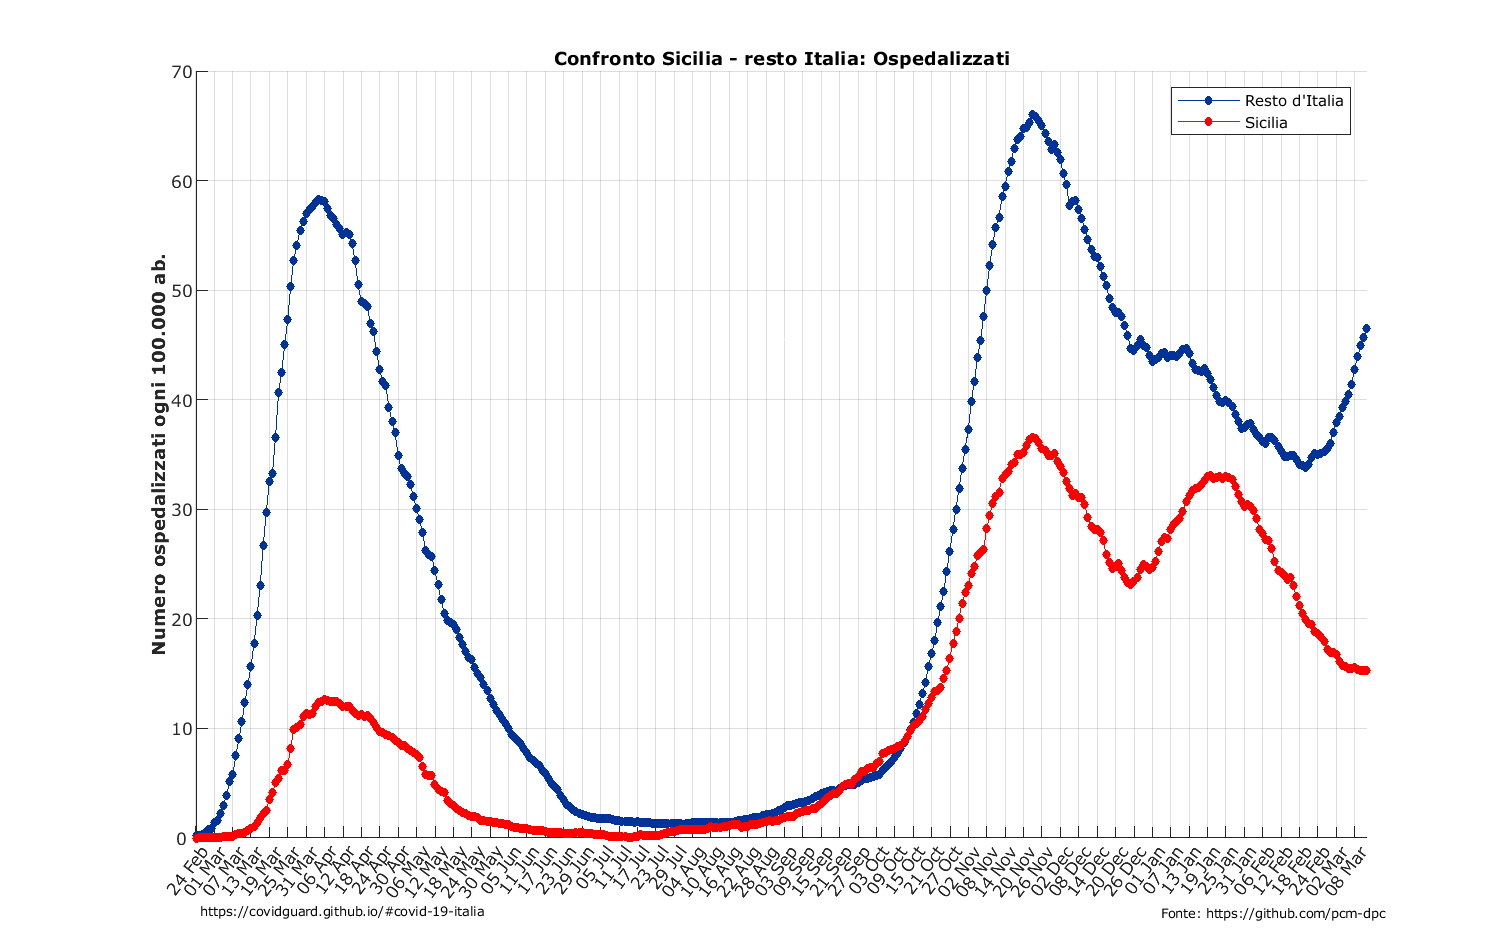 Confronto Sicilia - resto Italia: Ospedalizzati
Resto d'Italia
Sicilia
Numero ospedalizzati ogni 100.000 ab.
70
60
50
40
30
20
10
0
24 Feb
01 Mar
07 Mar
13 Mar
19 Mar
25 Mar
31 Mar
06 Apr
12 Apr
18 Apr
24 Apr
30 Apr
06 May
12 May
18 May
24 May
30 May
05 Jun
11 Jun
17 Jun
23 Jun
29 Jun
05 Jul
11 Jul
17 Jul
23 Jul
29 Jul
04 Aug
10 Aug
16 Aug
22 Aug
28 Aug
03 Sep
09 Sep
15 Sep
21 Sep
27 Sep
03 Oct
09 Oct
15 Oct
21 Oct
27 Oct
02 Nov
08 Nov
14 Nov
20 Nov
26 Nov
02 Dec
08 Dec
14 Dec
20 Dec
26 Dec
01 Jan
07 Jan
13 Jan
19 Jan
25 Jan
31 Jan
06 Feb
12 Feb
18 Feb
24 Feb
02 Mar
08 Mar
https://covidguard.github.io/#covid-19-italia
Fonte: https://github.com/pcm-dpc